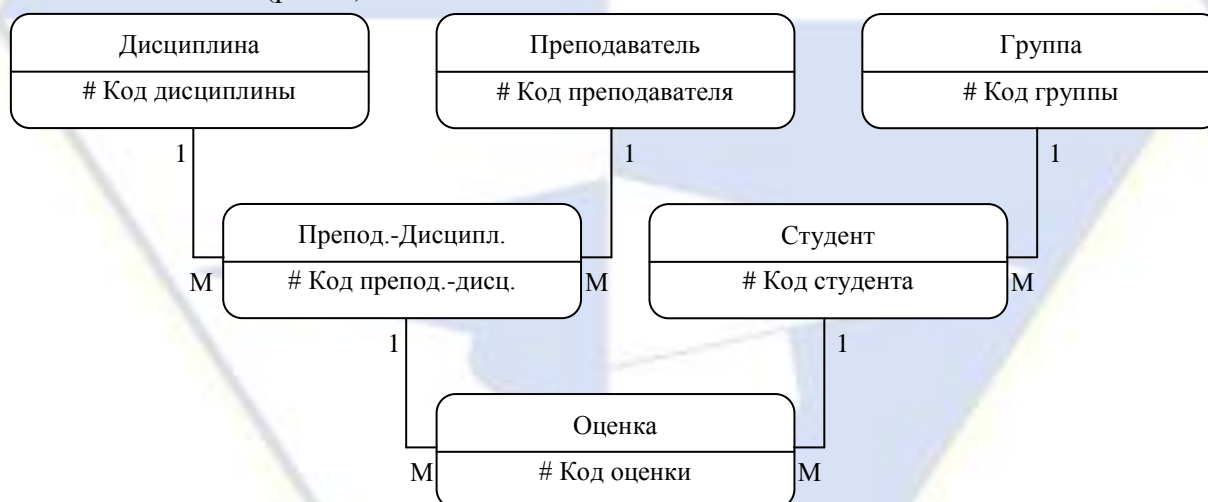 Дисциплина
# Код дисциплины
Преподаватель
# Код преподавателя
Группа
# Код группы
1
1
1
Препод.-Дисципл.
# Код препод.-дисц.
Студент
# Код студента
М
М
М
1
1
Оценка
# Код оценки
М
М